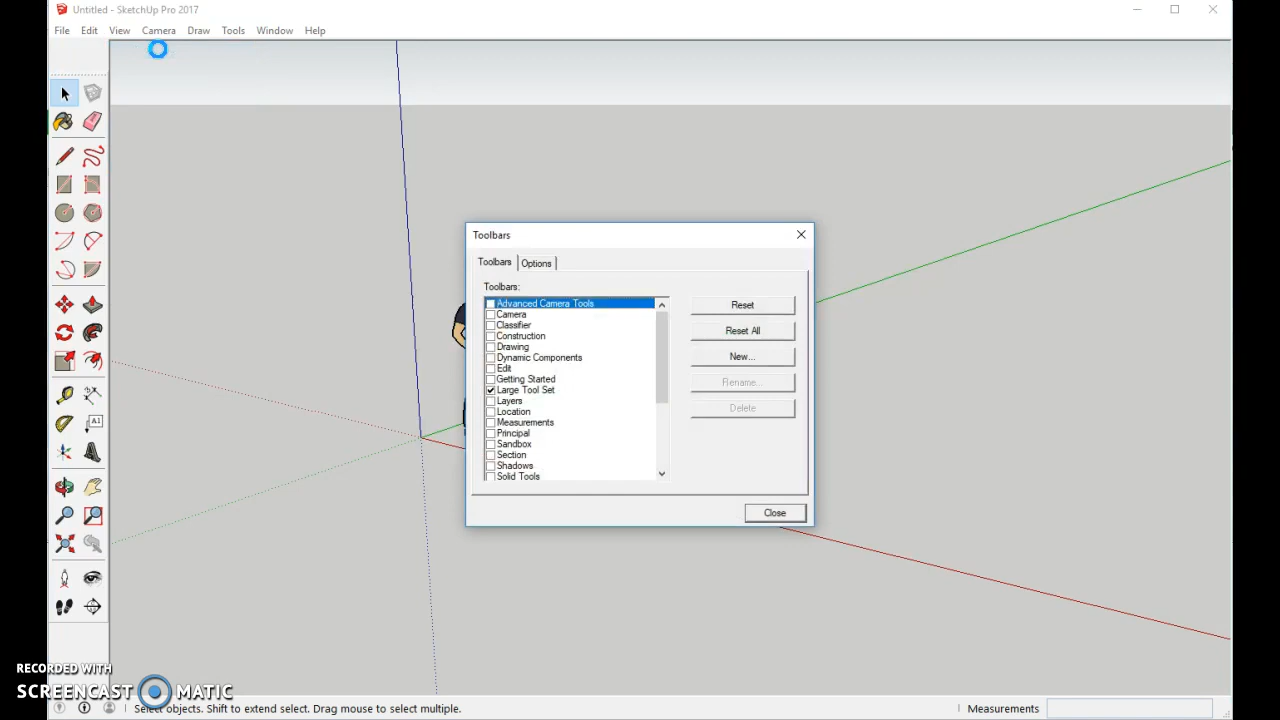 Untitled - SketchUp Pro 2017
File Edit View Camera Draw Tools Window Help
Toolbars
Toolbars Options
Toolbars:
Advanced Camera Tools
Camera
Classifier
Construction
Drawing
Dynamic Components
Edit
Getting Started
Large Tool Set
Layers
Location
Measurements
Principal
Sandbox
Section
Shadows
Solid Tools
Reset
Reset All
New...
Rename...
Delete
Close
A1
RECORDED WITH
SCREENCAST MATIC
Select objects. Shift to extend select. Drag mouse to select multiple.
Measurements